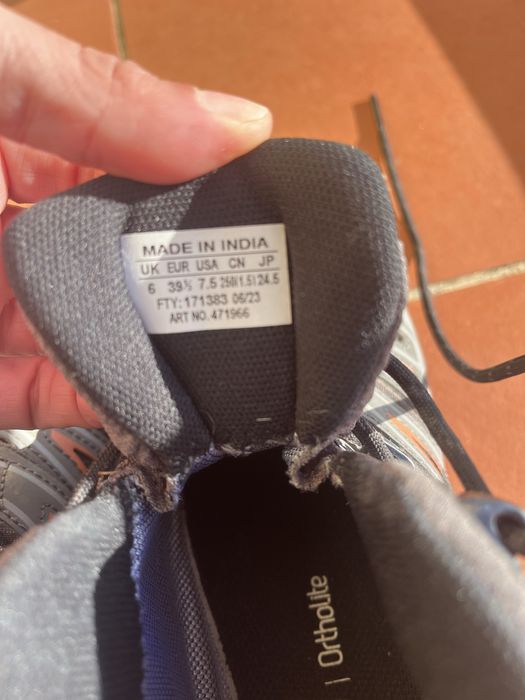 MADE IN INDIA
UK EUR USA CN JP
6 39½ 7.5 250(1.5) 24.5
FTY: 171383 06/23
ART NO. 471966
| Ortholite